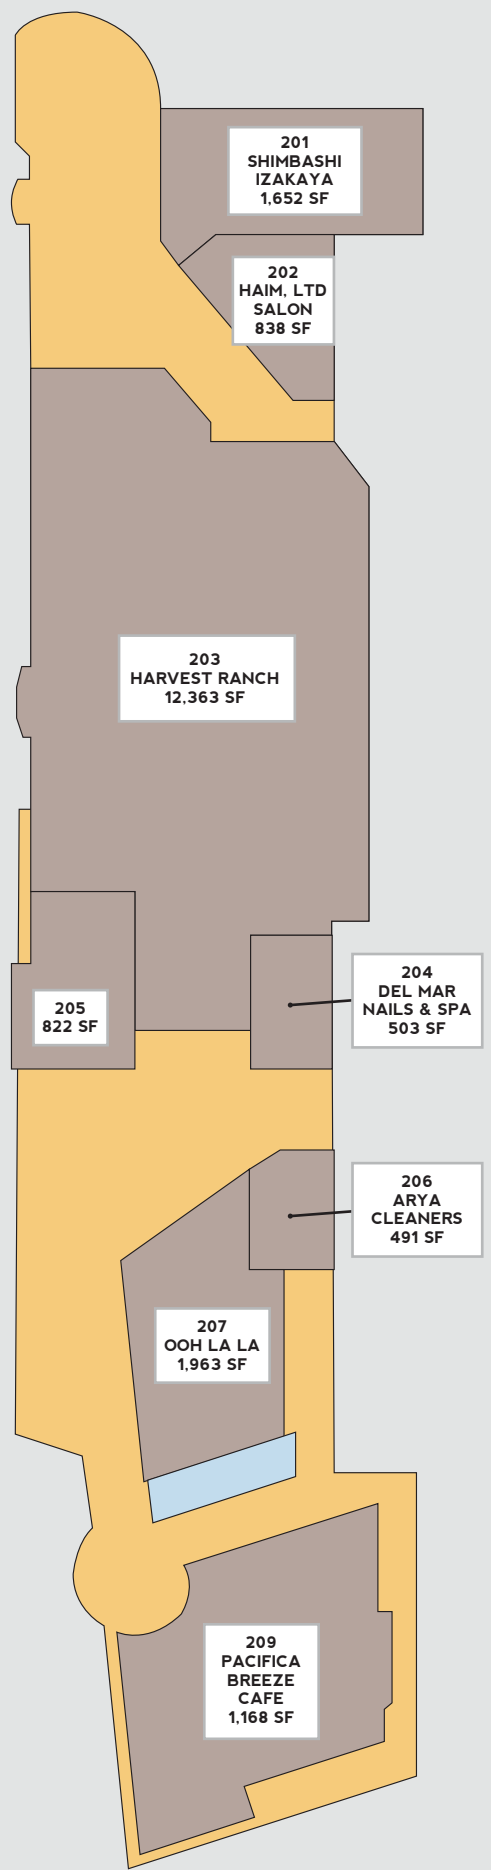 201
SHIMBASHI
IZAKAYA
1,652 SF
202
HAIM, LTD
SALON
838 SF
203
HARVEST RANCH
12,363 SF
204
DEL MAR
NAILS & SPA
503 SF
205
822 SF
206
ARYA
CLEANERS
491 SF
207
OOH LA LA
1,963 SF
209
PACIFICA
BREEZE
CAFE
1,168 SF